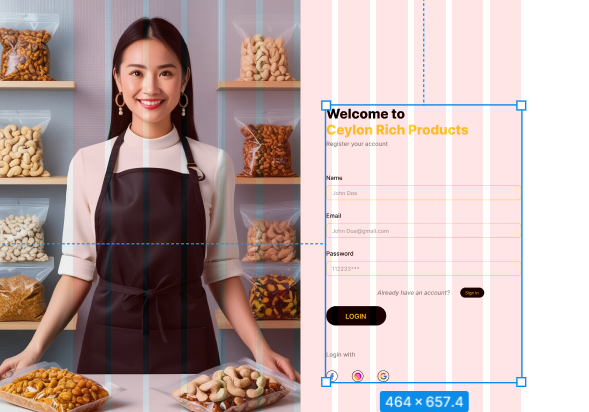 Welcome to
Ceylon Rich Products
Register your account
Name
John Doe
Email
John Doe@gmail.com
Password
112233***
Already have an account? Sign in
LOGIN
Login with
464 × 657.4